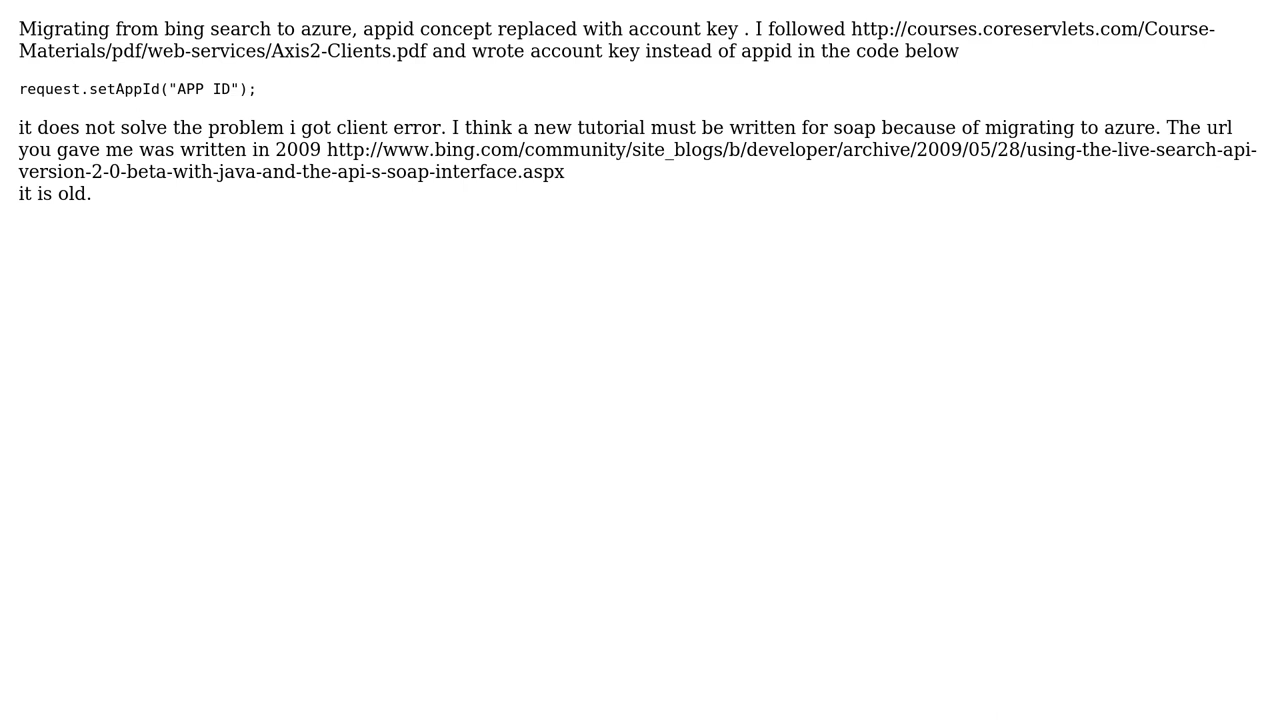 Migrating from bing search to azure, appid concept replaced with account key . I followed http://courses.coreservlets.com/Course-
Materials/pdf/web-services/Axis2-Clients.pdf and wrote account key instead of appid in the code below
request.setAppId("APP ID");
it does not solve the problem i got client error. I think a new tutorial must be written for soap because of migrating to azure. The url
you gave me was written in 2009 http://www.bing.com/community/site_blogs/b/developer/archive/2009/05/28/using-the-live-search-api-
version-2-0-beta-with-java-and-the-api-s-soap-interface.aspx
it is old.